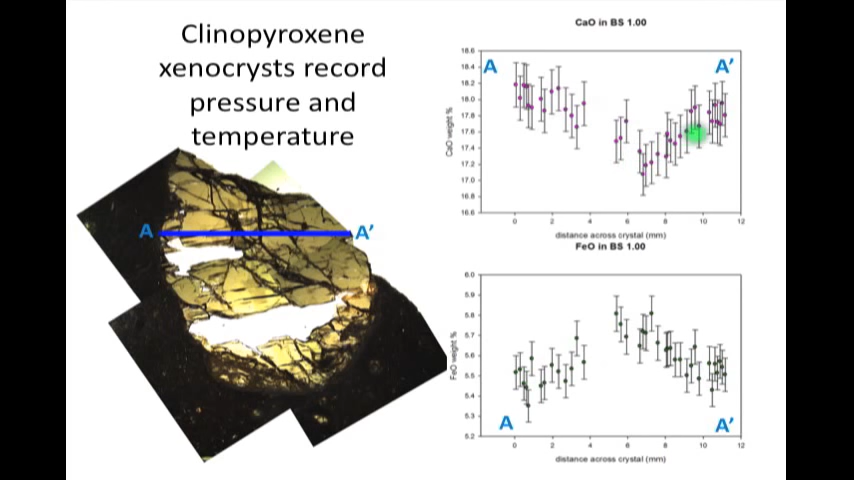 Clinopyroxene
xenocrysts record
pressure and
temperature
A
A'
CaO in BS 1.00
A
A'
CaO weight %
18.6
18.4
18.2
18.0
17.8
17.6
17.4
17.2
17.0
16.8
16.6
0
2
4
6
8
10
12
distance across crystal (mm)
FeO in BS 1.00
FeO weight %
6.0
5.9
5.8
5.7
5.6
5.5
5.4
5.3
5.2
A
A'
0
2
4
6
8
10
12
distance across crystal (mm)